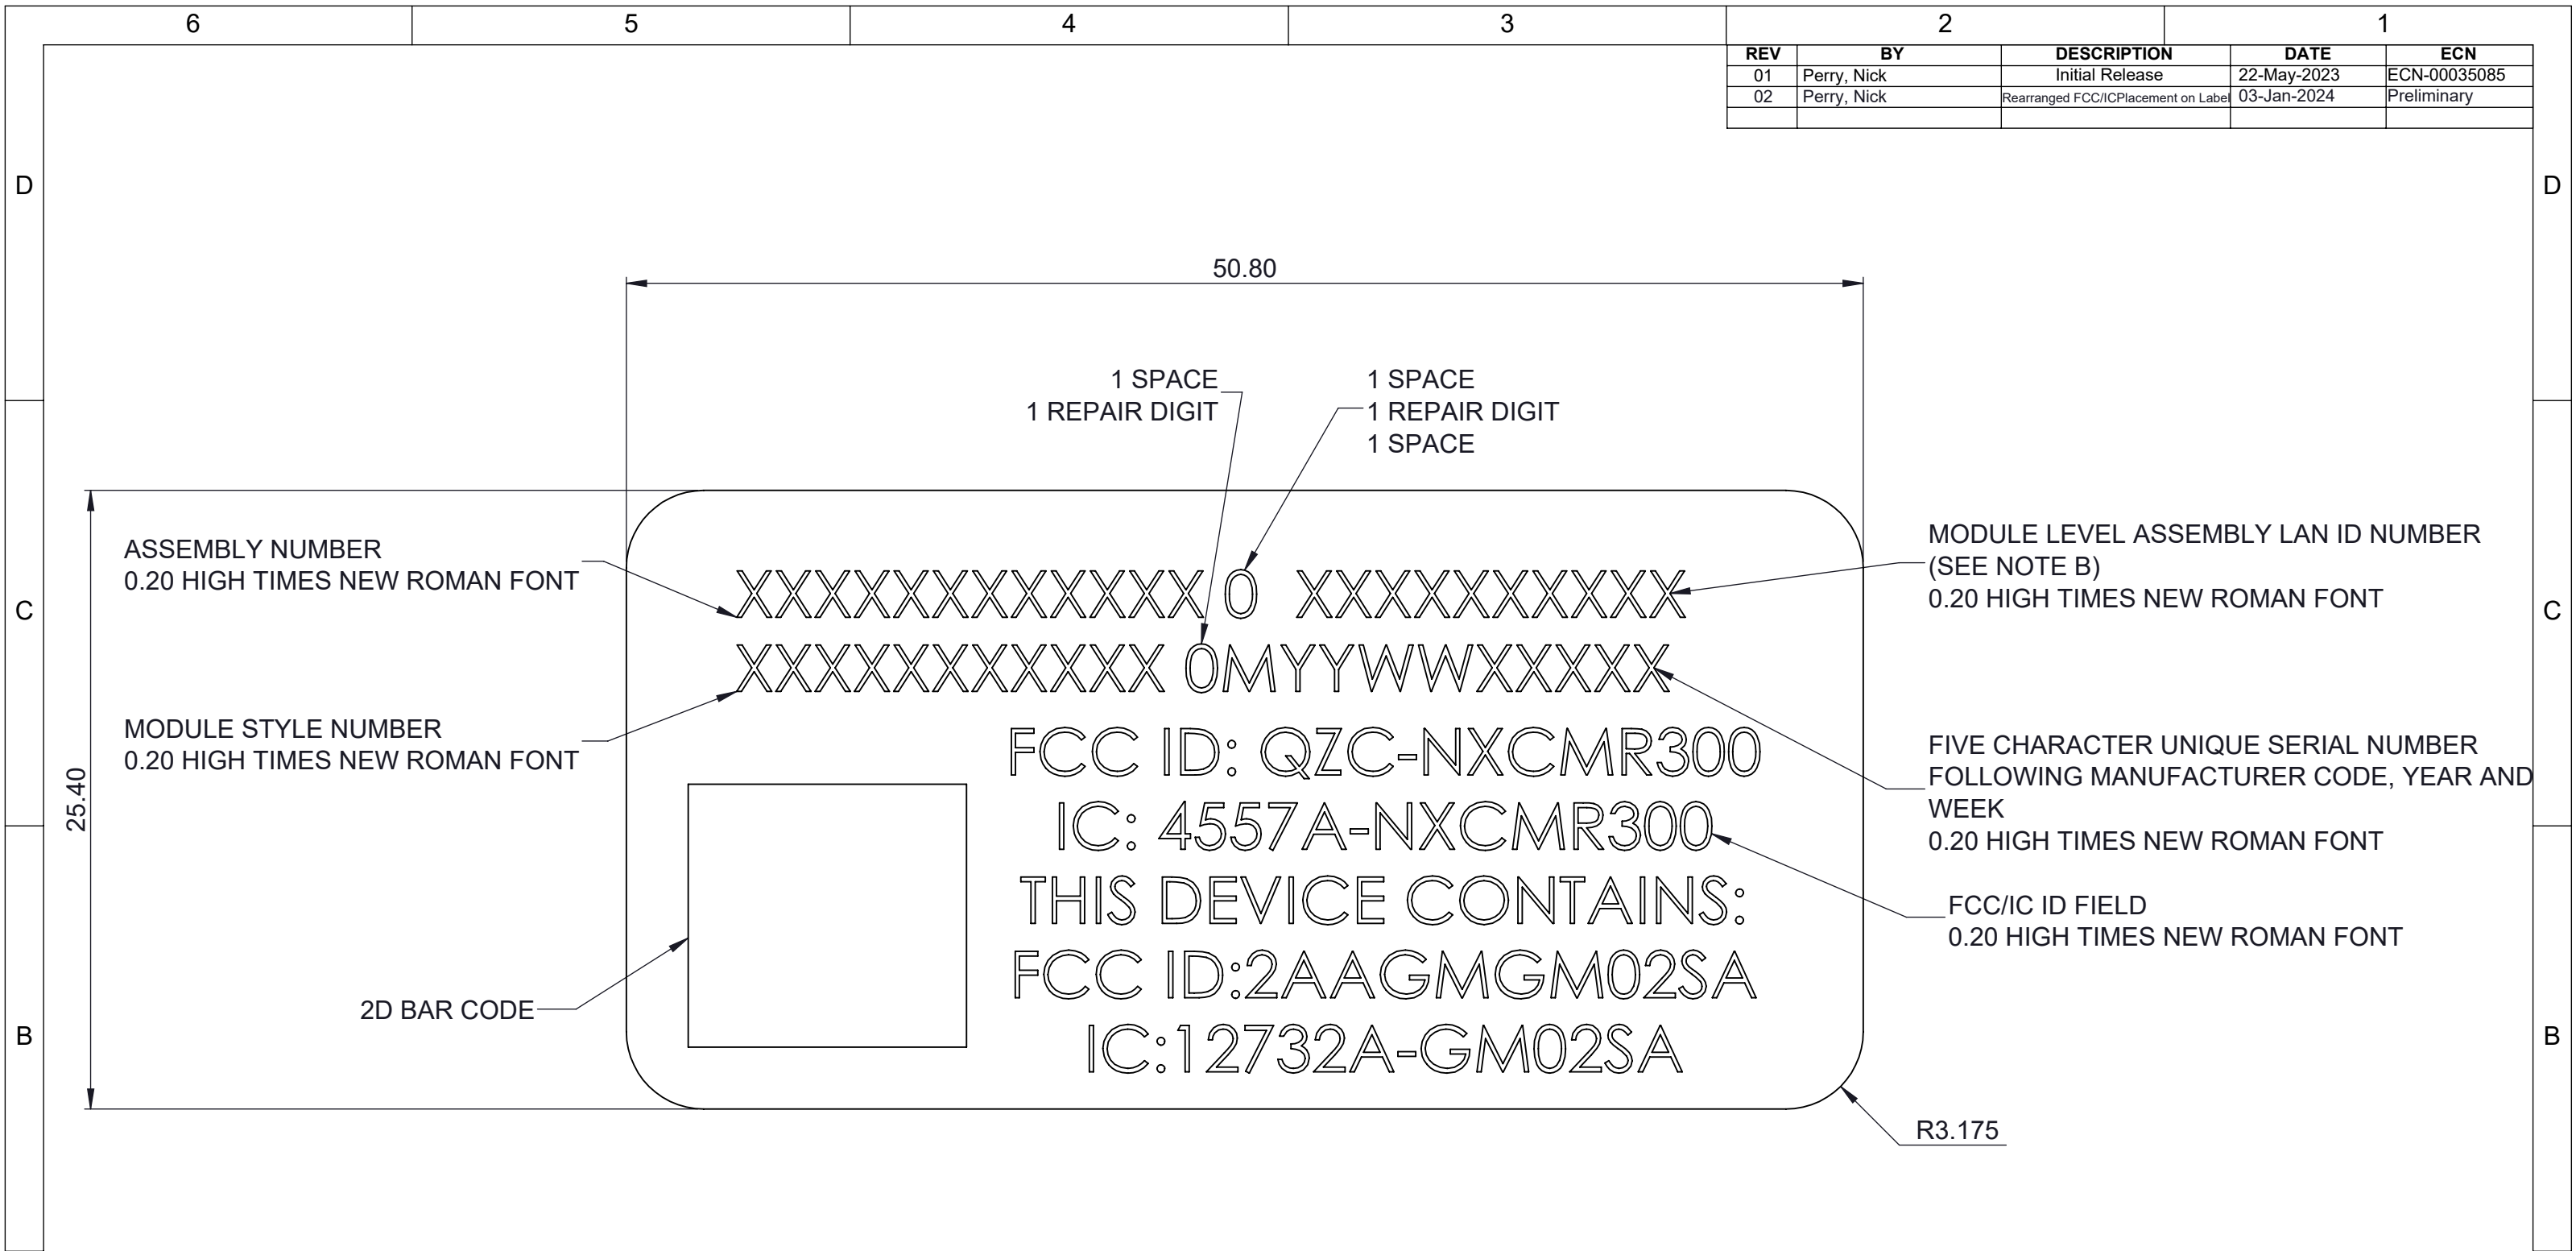 6 5 4 3 2 1
REV BY DESCRIPTION DATE ECN
01 Perry, Nick Initial Release 22-May-2023 ECN-00035085
02 Perry, Nick Rearranged FCC/ICPlacement on Label 03-Jan-2024 Preliminary
D D
50.80
1 SPACE
1 REPAIR DIGIT
1 SPACE
1 REPAIR DIGIT
1 SPACE
ASSEMBLY NUMBER
0.20 HIGH TIMES NEW ROMAN FONT
MODULE LEVEL ASSEMBLY LAN ID NUMBER
(SEE NOTE B)
0.20 HIGH TIMES NEW ROMAN FONT
C C
XXXXXXXXXXXX 0 XXXXXXXXXX
XXXXXXXXXXX 0MYYWWXXXXX
MODULE STYLE NUMBER
0.20 HIGH TIMES NEW ROMAN FONT
25.40
FCC ID: QZC-NXCMR300
IC: 4557A-NXCMR300
THIS DEVICE CONTAINS:
FCC ID:2AAGMGM02SA
IC:12732A-GM02SA
FIVE CHARACTER UNIQUE SERIAL NUMBER
FOLLOWING MANUFACTURER CODE, YEAR AND
WEEK
0.20 HIGH TIMES NEW ROMAN FONT
FCC/IC ID FIELD
0.20 HIGH TIMES NEW ROMAN FONT
2D BAR CODE
B B
R3.175